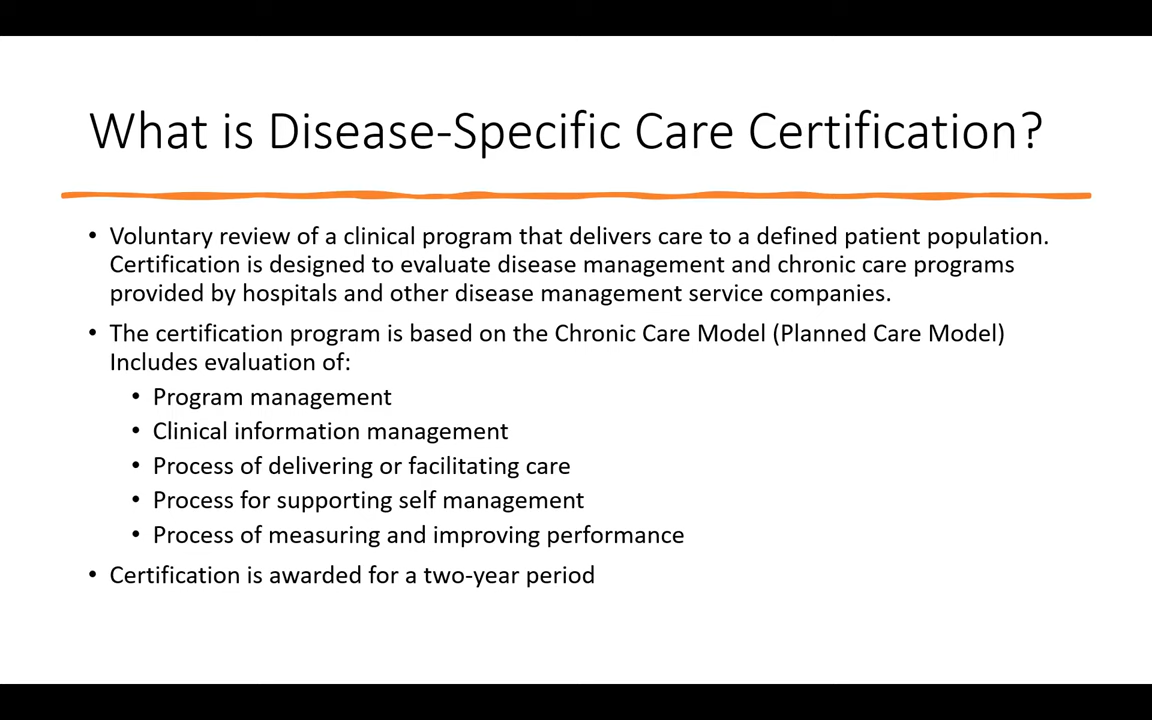 What is Disease-Specific Care Certification?
• Voluntary review of a clinical program that delivers care to a defined patient population.
Certification is designed to evaluate disease management and chronic care programs
provided by hospitals and other disease management service companies.
• The certification program is based on the Chronic Care Model (Planned Care Model)
Includes evaluation of:
• Program management
• Clinical information management
• Process of delivering or facilitating care
• Process for supporting self management
• Process of measuring and improving performance
• Certification is awarded for a two-year period